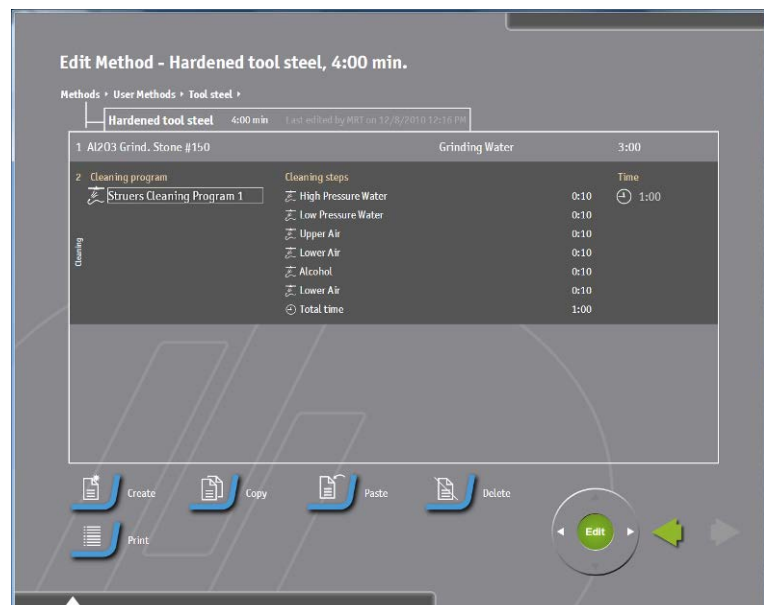 Edit Method - Hardened tool steel, 4:00 min.
Methods ▸ User Methods ▸ Tool steel ▸
Hardened tool steel 4:00 min Last edited by MRT on 12/8/2010 12:16 PM
1 Al2O3 Grind. Stone #150 Grinding Water 3:00
2 Cleaning program Cleaning steps Time
Struers Cleaning Program 1 High Pressure Water 0:10 1:00
Low Pressure Water 0:10
Upper Air 0:10
Cleaning
Lower Air 0:10
Alcohol 0:10
Lower Air 0:10
Total time 1:00
Create Copy Paste Delete
Print
Edit